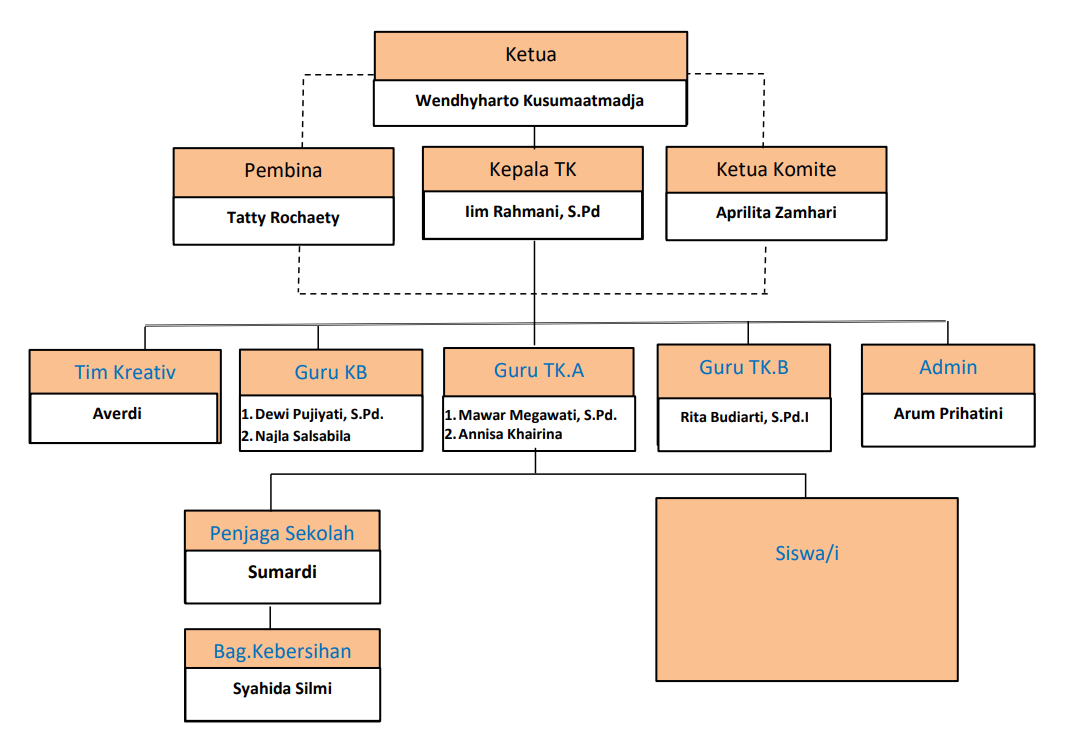 Ketua
Wendhyharto Kusumaatmadja
Pembina
Tatty Rochaety
Kepala TK
Iim Rahmani, S.Pd
Ketua Komite
Aprilita Zamhari
Tim Kreativ
Averdi
Guru KB
1. Dewi Pujiyati, S.Pd.
2. Najla Salsabila
Guru TK.A
1. Mawar Megawati, S.Pd.
2. Annisa Khairina
Guru TK.B
Rita Budiarti, S.Pd.I
Admin
Arum Prihatini
Penjaga Sekolah
Sumardi
Siswa/i
Bag.Kebersihan
Syahida Silmi